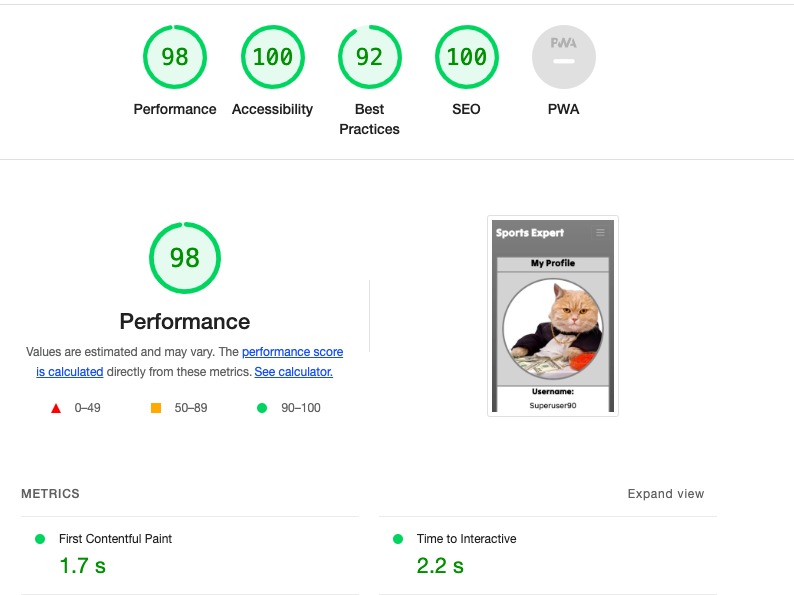 98
100
92
100
PWA
Performance
Accessibility
Best
Practices
SEO
PWA
98
Performance
Values are estimated and may vary. The performance score
is calculated directly from these metrics. See calculator.
0–49
50–89
90–100
Sports Expert
My Profile
Username:
Superuser90
METRICS
Expand view
First Contentful Paint
1.7 s
Time to Interactive
2.2 s